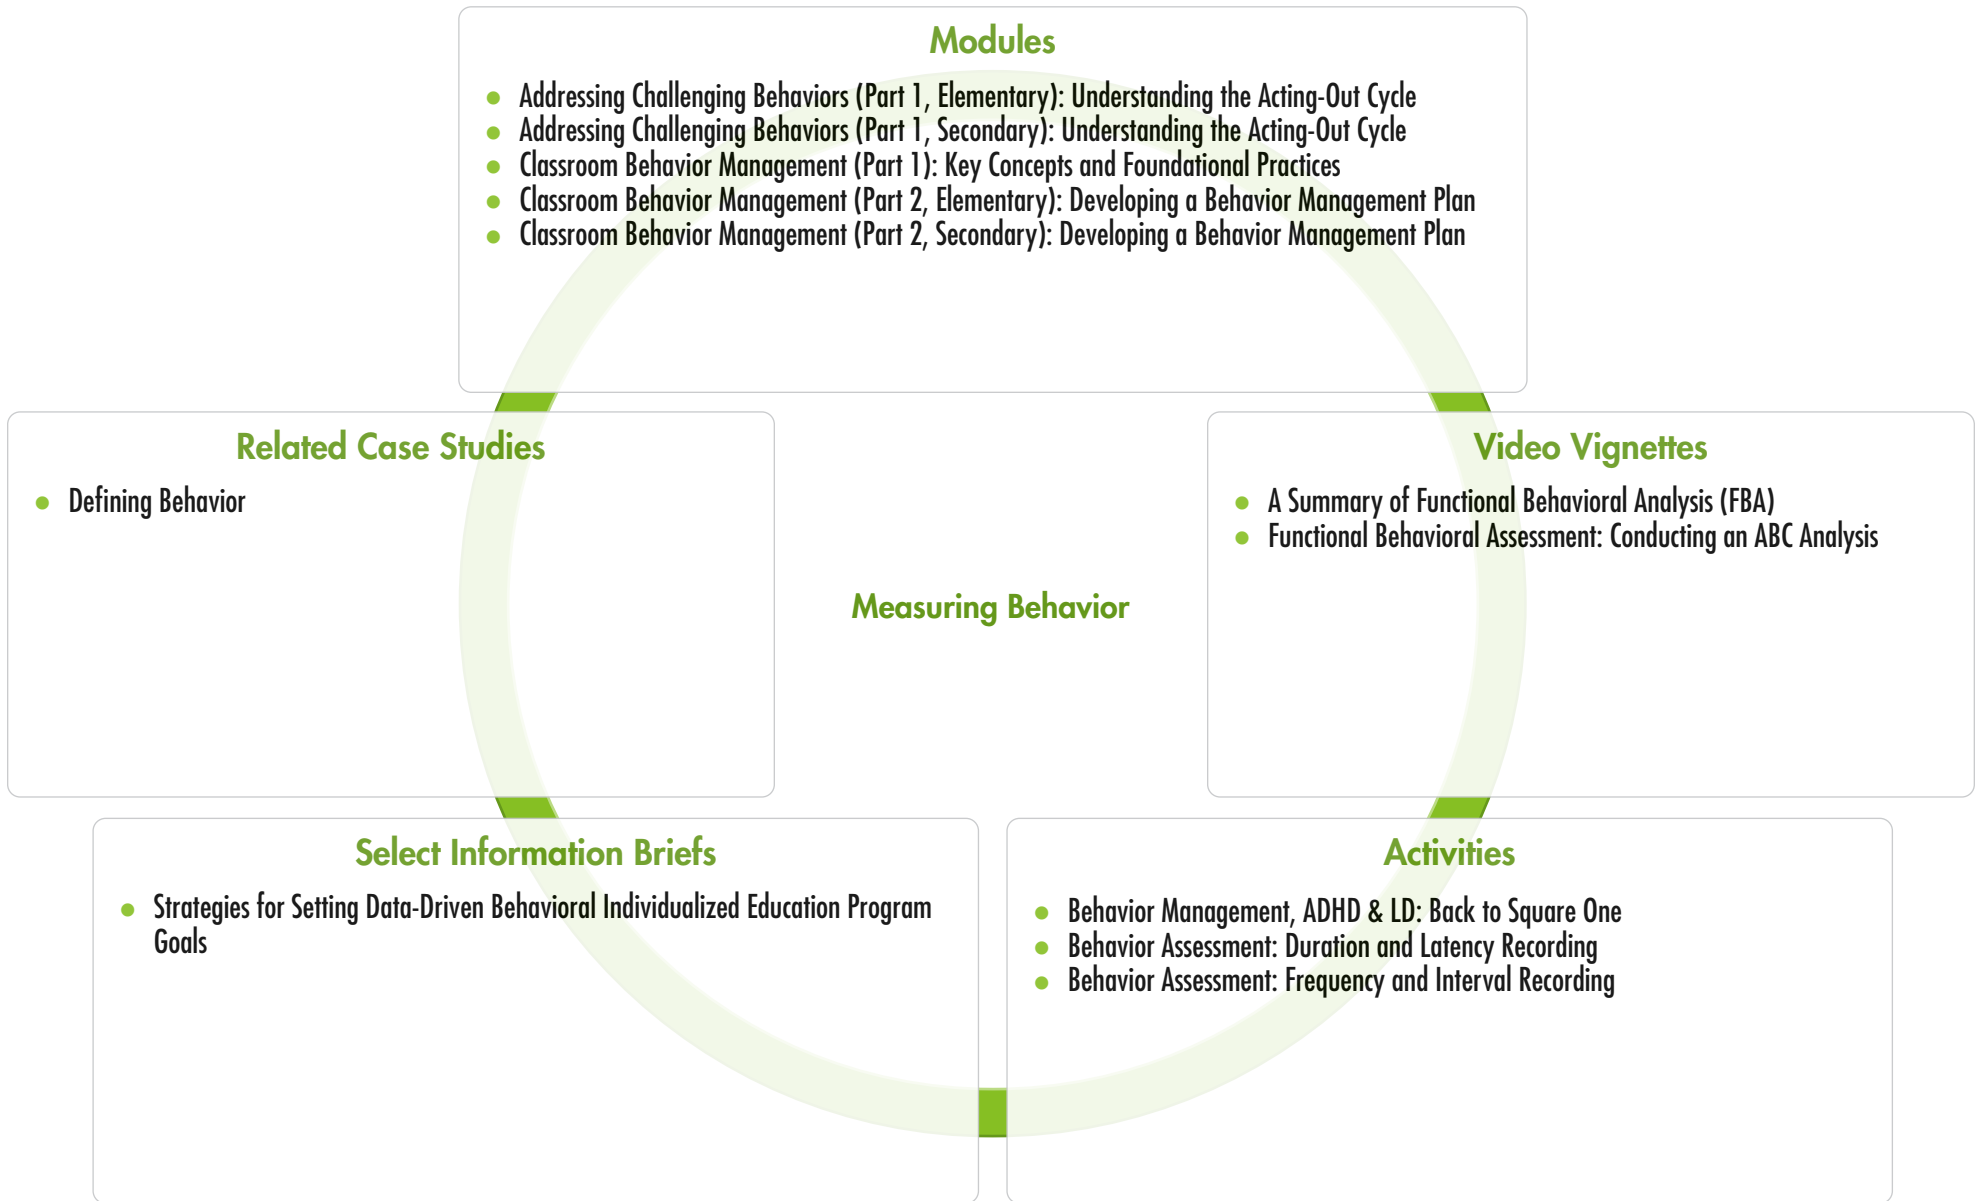 Modules
Addressing Challenging Behaviors (Part 1, Elementary): Understanding the Acting-Out Cycle
Addressing Challenging Behaviors (Part 1, Secondary): Understanding the Acting-Out Cycle
Classroom Behavior Management (Part 1): Key Concepts and Foundational Practices
Classroom Behavior Management (Part 2, Elementary): Developing a Behavior Management Plan
Classroom Behavior Management (Part 2, Secondary): Developing a Behavior Management Plan
Related Case Studies
Defining Behavior
Measuring Behavior
Video Vignettes
A Summary of Functional Behavioral Analysis (FBA)
Functional Behavioral Assessment: Conducting an ABC Analysis
Select Information Briefs
Strategies for Setting Data-Driven Behavioral Individualized Education Program
Goals
Activities
Behavior Management, ADHD & LD: Back to Square One
Behavior Assessment: Duration and Latency Recording
Behavior Assessment: Frequency and Interval Recording